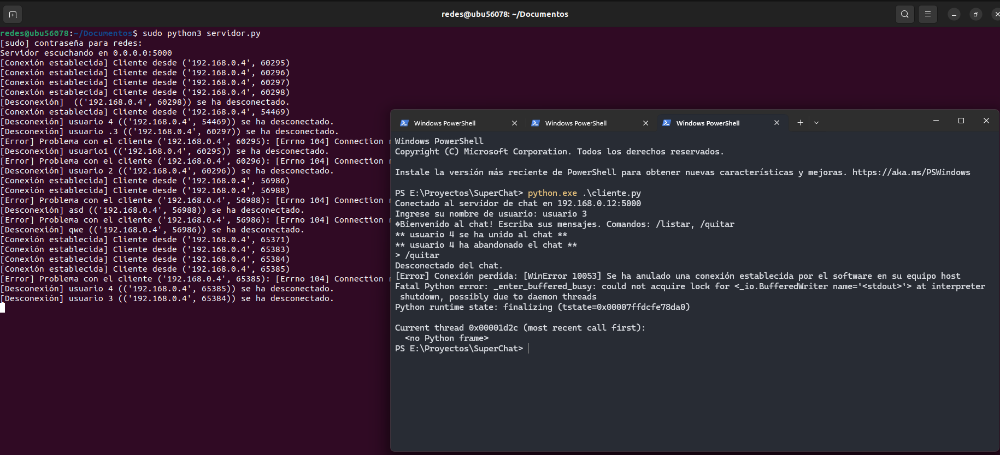 redes@ubu56078: ~/Documentos
redes@ubu56078:~/Documentos$ sudo python3 servidor.py
[sudo] contraseña para redes:
Servidor escuchando en 0.0.0.0:5000
[Conexión establecida] Cliente desde ('192.168.0.4', 60295)
[Conexión establecida] Cliente desde ('192.168.0.4', 60296)
[Conexión establecida] Cliente desde ('192.168.0.4', 60297)
[Conexión establecida] Cliente desde ('192.168.0.4', 60298)
[Desconexión]  (('192.168.0.4', 60298)) se ha desconectado.
[Conexión establecida] Cliente desde ('192.168.0.4', 54469)
[Desconexión] usuario 4 (('192.168.0.4', 54469)) se ha desconectado.
[Desconexión] usuario .3 (('192.168.0.4', 60297)) se ha desconectado.
[Error] Problema con el cliente ('192.168.0.4', 60295): [Errno 104] Connection
[Desconexión] usuario1 (('192.168.0.4', 60295)) se ha desconectado.
[Error] Problema con el cliente ('192.168.0.4', 60296): [Errno 104] Connection
[Desconexión] usuario 2 (('192.168.0.4', 60296)) se ha desconectado.
[Conexión establecida] Cliente desde ('192.168.0.4', 56986)
[Conexión establecida] Cliente desde ('192.168.0.4', 56988)
[Error] Problema con el cliente ('192.168.0.4', 56988): [Errno 104] Connection
[Desconexión] asd (('192.168.0.4', 56988)) se ha desconectado.
[Error] Problema con el cliente ('192.168.0.4', 56986): [Errno 104] Connection
[Desconexión] qwe (('192.168.0.4', 56986)) se ha desconectado.
[Conexión establecida] Cliente desde ('192.168.0.4', 65371)
[Conexión establecida] Cliente desde ('192.168.0.4', 65383)
[Conexión establecida] Cliente desde ('192.168.0.4', 65384)
[Conexión establecida] Cliente desde ('192.168.0.4', 65385)
[Error] Problema con el cliente ('192.168.0.4', 65385): [Errno 104] Connection
[Desconexión] usuario 4 (('192.168.0.4', 65385)) se ha desconectado.
[Desconexión] usuario 3 (('192.168.0.4', 65384)) se ha desconectado.
Windows PowerShell
Windows PowerShell
Windows PowerShell
Windows PowerShell
Copyright (C) Microsoft Corporation. Todos los derechos reservados.
Instale la versión más reciente de PowerShell para obtener nuevas características y mejoras. https://aka.ms/PSWindows
PS E:\Proyectos\SuperChat> python.exe .\cliente.py
Conectado al servidor de chat en 192.168.0.12:5000
Ingrese su nombre de usuario: usuario 3
�Bienvenido al chat! Escriba sus mensajes. Comandos: /listar, /quitar
** usuario 4 se ha unido al chat **
** usuario 4 ha abandonado el chat **
> /quitar
Desconectado del chat.
[Error] Conexión perdida: [WinError 10053] Se ha anulado una conexión establecida por el software en su equipo host
Fatal Python error: _enter_buffered_busy: could not acquire lock for <_io.BufferedWriter name='<stdout>'> at interpreter
shutdown, possibly due to daemon threads
Python runtime state: finalizing (tstate=0x00007ffdcfe78da0)
Current thread 0x00001d2c (most recent call first):
<no Python frame>
PS E:\Proyectos\SuperChat>